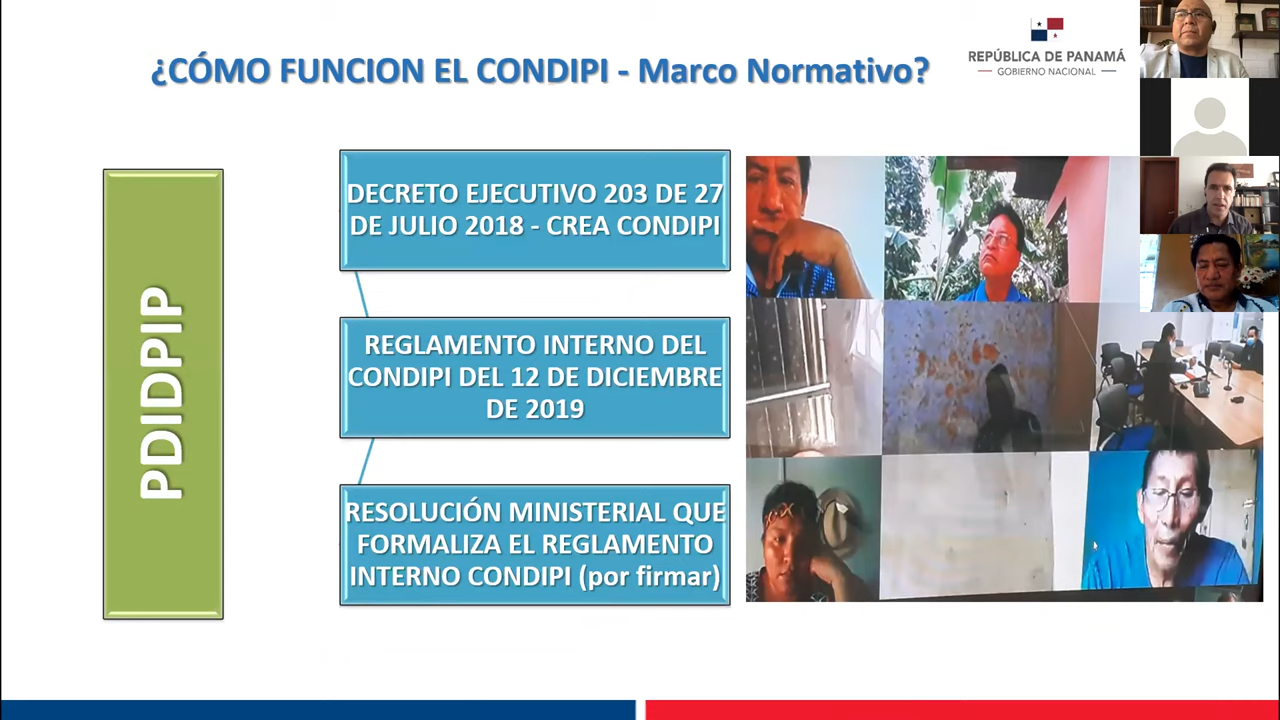 ¿CÓMO FUNCION EL CONDIPI - Marco Normativo?
REPÚBLICA DE PANAMÁ
GOBIERNO NACIONAL
PDIDPIP
DECRETO EJECUTIVO 203 DE 27
DE JULIO 2018 - CREA CONDIPI
REGLAMENTO INTERNO DEL
CONDIPI DEL 12 DE DICIEMBRE
DE 2019
RESOLUCIÓN MINISTERIAL QUE
FORMALIZA EL REGLAMENTO
INTERNO CONDIPI (por firmar)